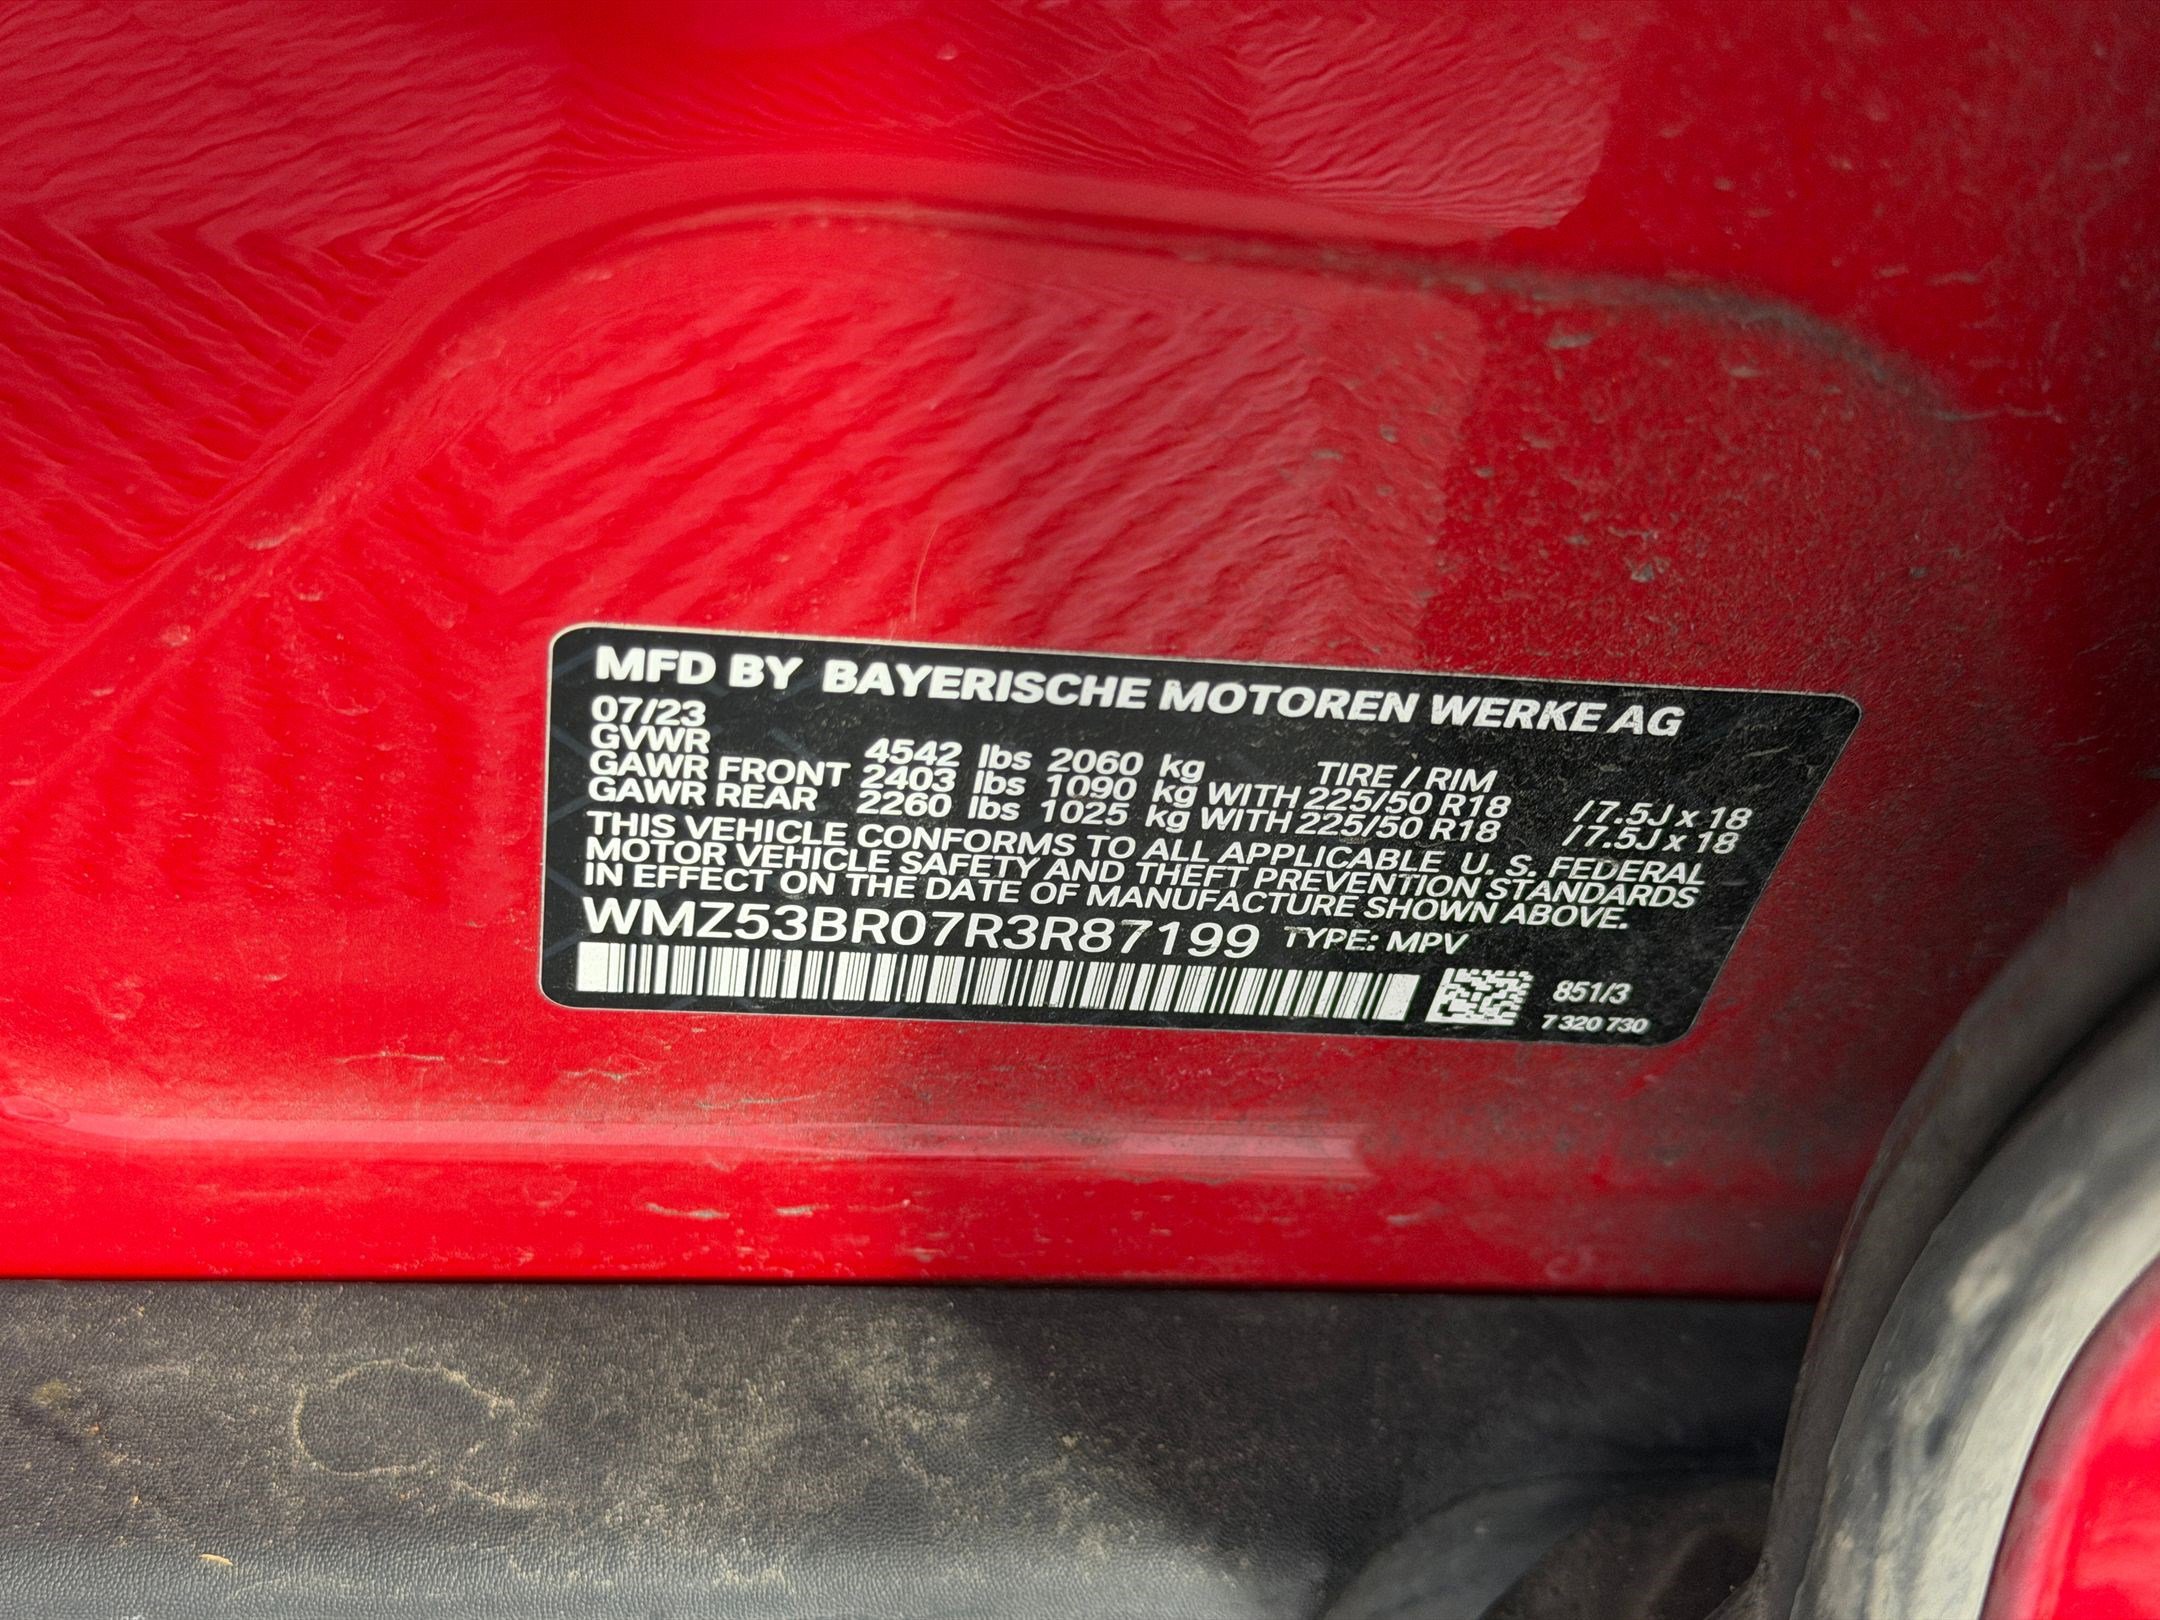 MFD BY BAYERISCHE MOTOREN WERKE AG
07/23
GVWR 4542 lbs 2060 kg TIRE / RIM
GAWR FRONT 2403 lbs 1090 kg WITH 225/50 R18 / 7.5J x 18
GAWR REAR 2260 lbs 1025 kg WITH 225/50 R18 / 7.5J x 18
THIS VEHICLE CONFORMS TO ALL APPLICABLE U. S. FEDERAL
MOTOR VEHICLE SAFETY AND THEFT PREVENTION STANDARDS
IN EFFECT ON THE DATE OF MANUFACTURE SHOWN ABOVE.
WMZ53BR07R3R87199 TYPE: MPV
851/3
7 320 730